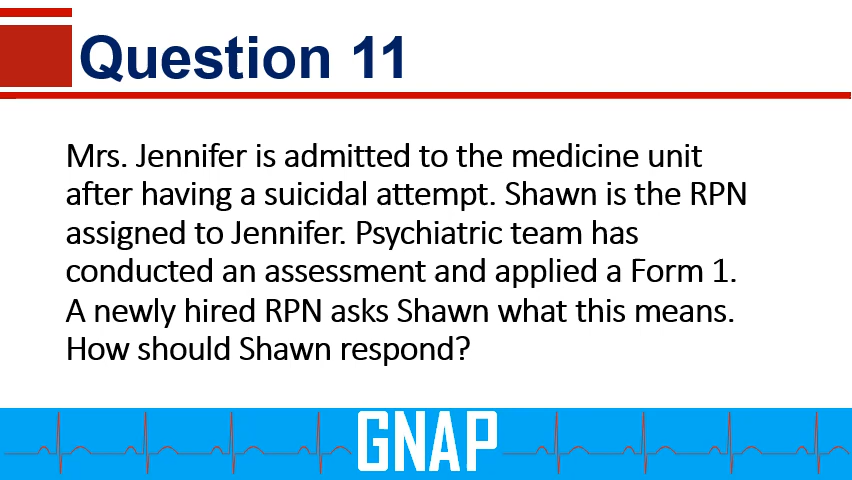 Question 11
Mrs. Jennifer is admitted to the medicine unit
after having a suicidal attempt. Shawn is the RPN
assigned to Jennifer. Psychiatric team has
conducted an assessment and applied a Form 1.
A newly hired RPN asks Shawn what this means.
How should Shawn respond?
GNAP